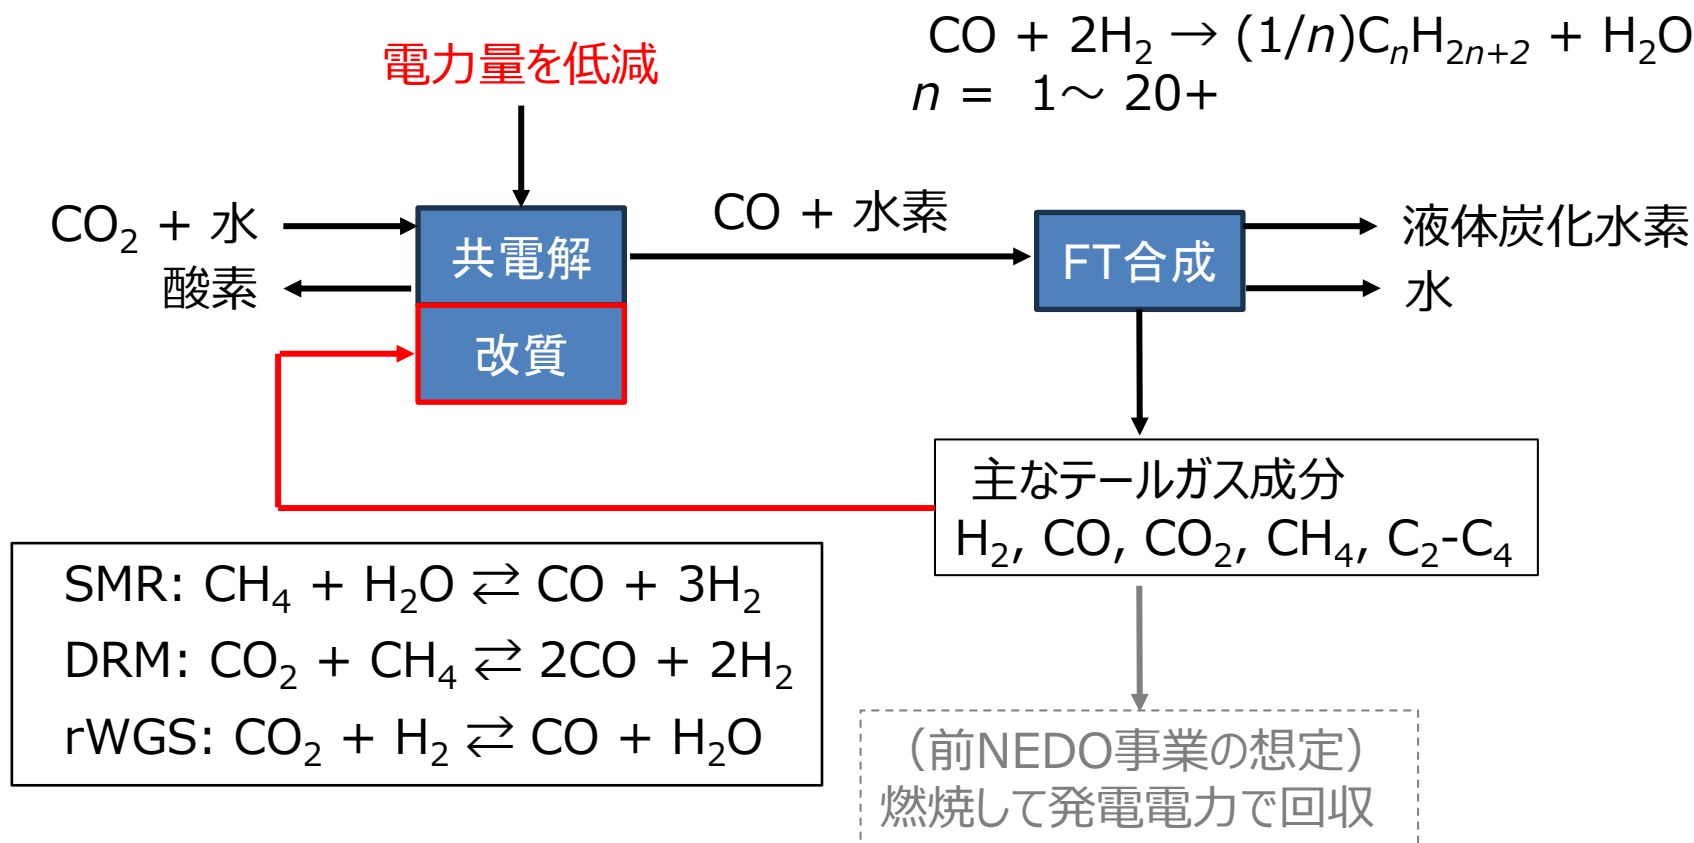 電力量を低減
CO + 2H₂ → (1/n)CₙH₂ₙ₊₂ + H₂O
n = 1～ 20+
CO₂ + 水
酸素
共電解
改質
CO + 水素
FT合成
液体炭化水素
水
主なテールガス成分
H₂, CO, CO₂, CH₄, C₂-C₄
SMR: CH₄ + H₂O ⇄ CO + 3H₂
DRM: CO₂ + CH₄ ⇄ 2CO + 2H₂
rWGS: CO₂ + H₂ ⇄ CO + H₂O
（前NEDO事業の想定）
燃焼して発電電力で回収